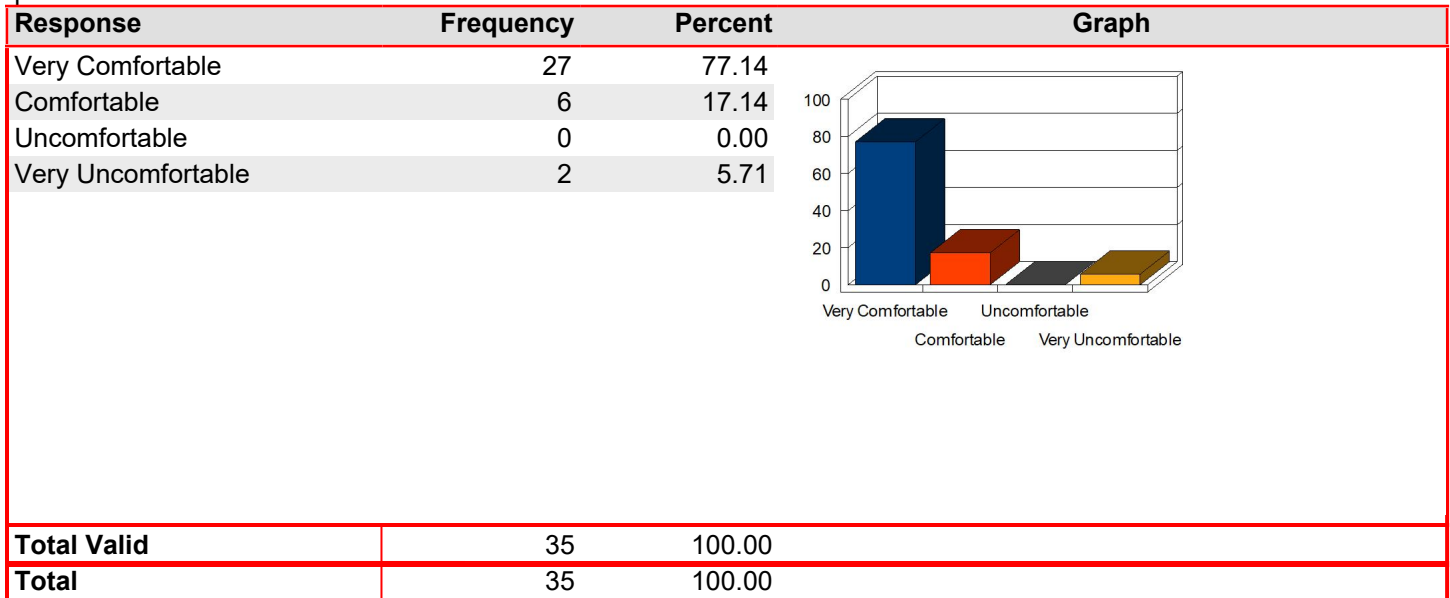 Response Frequency Percent Graph
Very Comfortable 27 77.14
Comfortable 6 17.14
Uncomfortable 0 0.00
Very Uncomfortable 2 5.71
100
80
60
40
20
0
Very Comfortable Uncomfortable
Comfortable Very Uncomfortable
Total Valid 35 100.00
Total 35 100.00